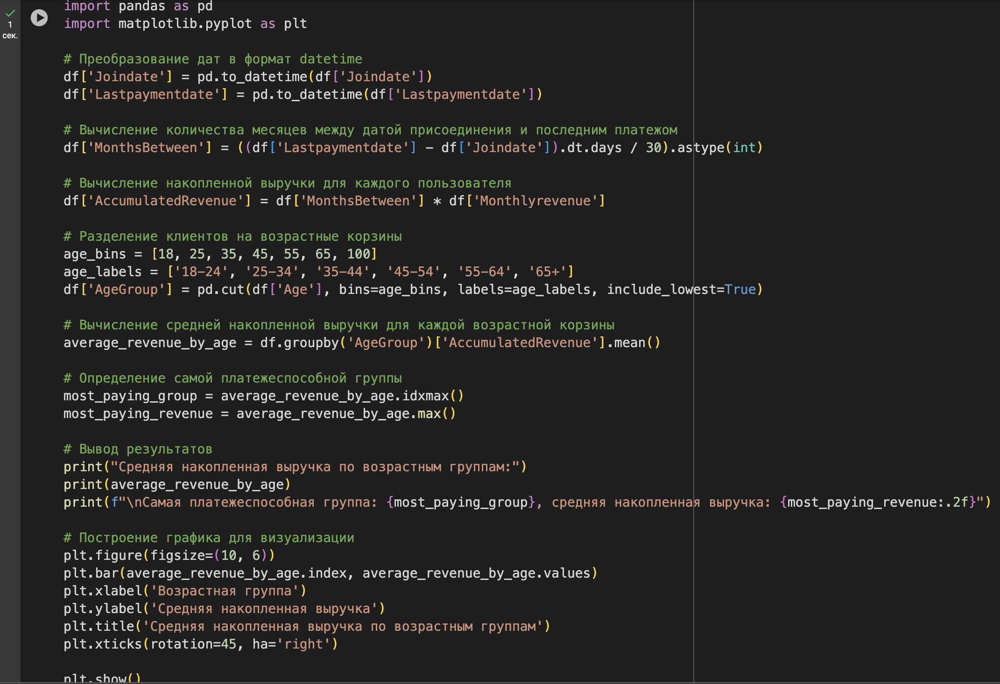 import pandas as pd
import matplotlib.pyplot as plt
1
сек.
# Преобразование дат в формат datetime
df['Joindate'] = pd.to_datetime(df['Joindate'])
df['Lastpaymentdate'] = pd.to_datetime(df['Lastpaymentdate'])
# Вычисление количества месяцев между датой присоединения и последним платежом
df['MonthsBetween'] = ((df['Lastpaymentdate'] - df['Joindate']).dt.days / 30).astype(int)
# Вычисление накопленной выручки для каждого пользователя
df['AccumulatedRevenue'] = df['MonthsBetween'] * df['Monthlyrevenue']
# Разделение клиентов на возрастные корзины
age_bins = [18, 25, 35, 45, 55, 65, 100]
age_labels = ['18-24', '25-34', '35-44', '45-54', '55-64', '65+']
df['AgeGroup'] = pd.cut(df['Age'], bins=age_bins, labels=age_labels, include_lowest=True)
# Вычисление средней накопленной выручки для каждой возрастной корзины
average_revenue_by_age = df.groupby('AgeGroup')['AccumulatedRevenue'].mean()
# Определение самой платежеспособной группы
most_paying_group = average_revenue_by_age.idxmax()
most_paying_revenue = average_revenue_by_age.max()
# Вывод результатов
print("Средняя накопленная выручка по возрастным группам:")
print(average_revenue_by_age)
print(f"\nСамая платежеспособная группа: {most_paying_group}, средняя накопленная выручка: {most_paying_revenue:.2f}")
# Построение графика для визуализации
plt.figure(figsize=(10, 6))
plt.bar(average_revenue_by_age.index, average_revenue_by_age.values)
plt.xlabel('Возрастная группа')
plt.ylabel('Средняя накопленная выручка')
plt.title('Средняя накопленная выручка по возрастным группам')
plt.xticks(rotation=45, ha='right')
plt.show()